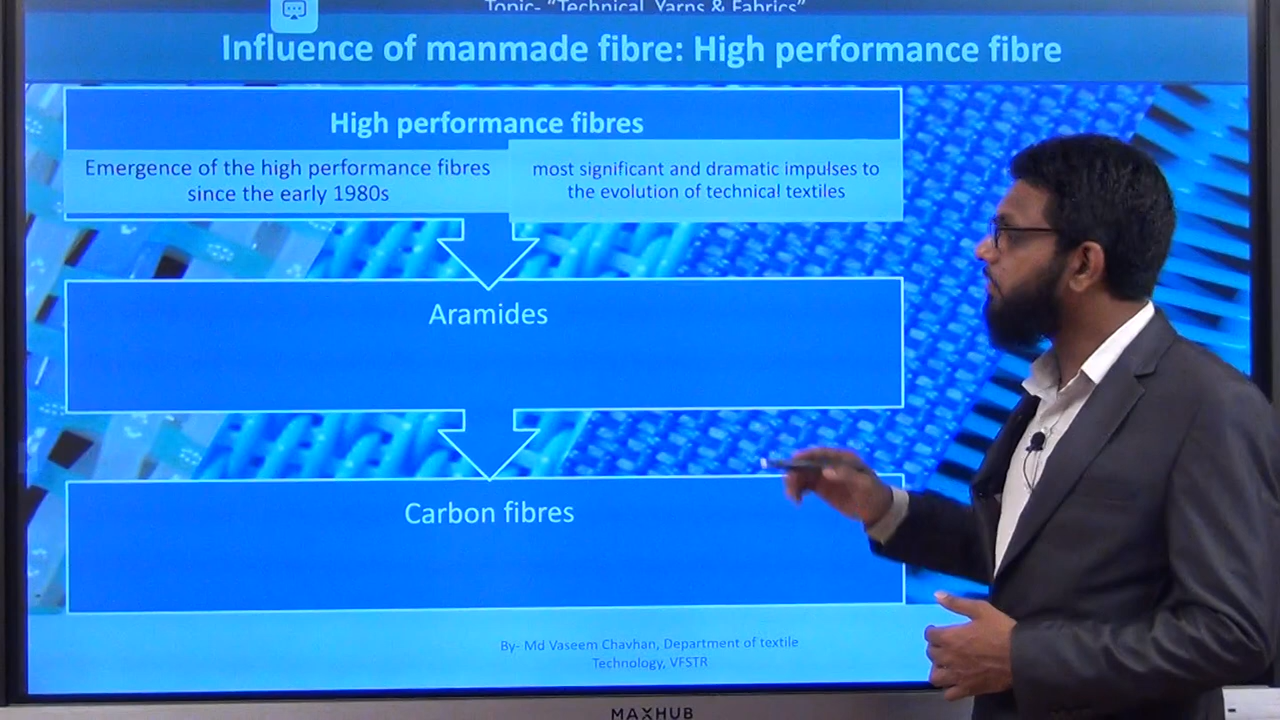 Topic- “Technical Yarns & Fabrics”
Influence of manmade fibre: High performance fibre
High performance fibres
Emergence of the high performance fibres
since the early 1980s
most significant and dramatic impulses to
the evolution of technical textiles
Aramides
Carbon fibres
By- Md Vaseem Chavhan, Department of textile
Technology, VFSTR
MAXHUB